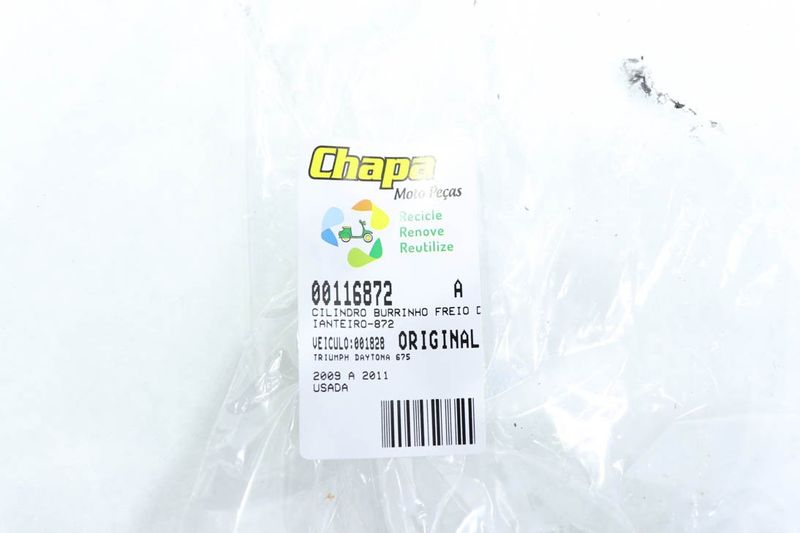 Chapa
Moto Peças
Recicle
Renove
Reutilize
00116872 A
CILINDRO BURRINHO FREIO D
IANTEIRO-872
VEICULO:001828 ORIGINAL
TRIUMPH DAYTONA 675
2009 A 2011
USADA